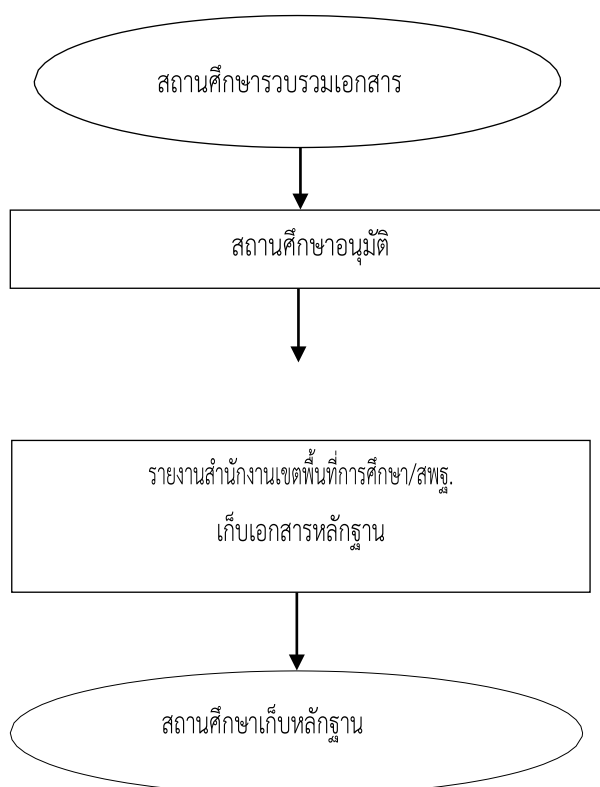 สถานศึกษารวบรวมเอกสาร
สถานศึกษาอนุมัติ
รายงานสำนักงานเขตพื้นที่การศึกษา/สพฐ.
เก็บเอกสารหลักฐาน
สถานศึกษาเก็บหลักฐาน